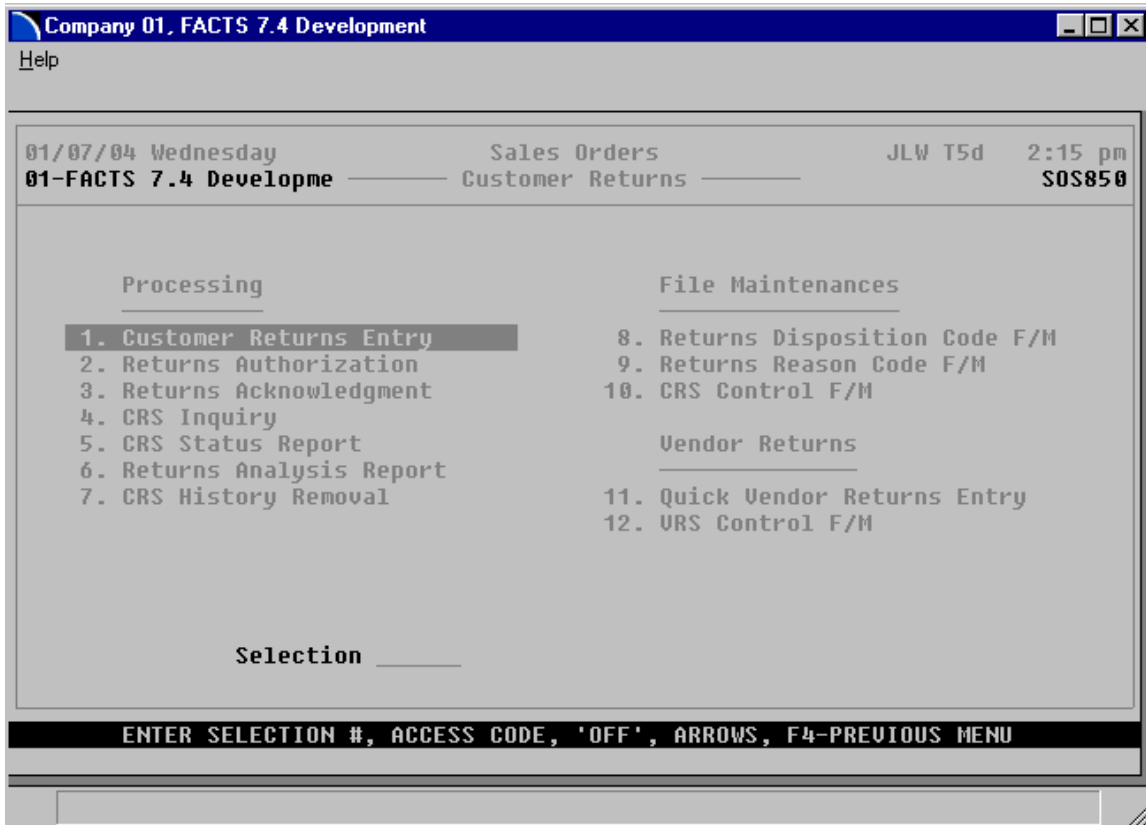 Company 01, FACTS 7.4 Development
Help
01/07/04 Wednesday Sales Orders JLW T5d 2:15 pm
01-FACTS 7.4 Developme Customer Returns SOS850
Processing
1. Customer Returns Entry
2. Returns Authorization
3. Returns Acknowledgment
4. CRS Inquiry
5. CRS Status Report
6. Returns Analysis Report
7. CRS History Removal
File Maintenances
8. Returns Disposition Code F/M
9. Returns Reason Code F/M
10. CRS Control F/M
Vendor Returns
11. Quick Vendor Returns Entry
12. VRS Control F/M
Selection ______
ENTER SELECTION #, ACCESS CODE, 'OFF', ARROWS, F4-PREVIOUS MENU